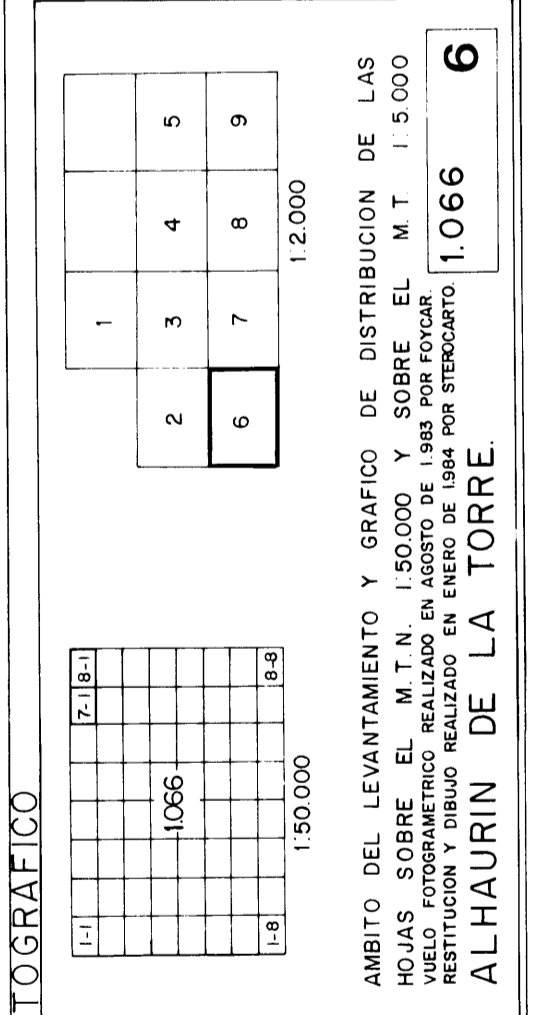 TOGRAFICO
1-1 7-1 8-1
1.066
1-8 8-8
1:50.000
1
2 3 4 5
6 7 8 9
1:2.000
AMBITO DEL LEVANTAMIENTO Y GRAFICO DE DISTRIBUCION DE LAS
HOJAS SOBRE EL M.T.N. 1:50.000 Y SOBRE EL M.T. 1:5.000
VUELO FOTOGRAMETRICO REALIZADO EN AGOSTO DE 1.983 POR FOYCAR.
RESTITUCION Y DIBUJO REALIZADO EN ENERO DE 1.984 POR STEROCARTO.
ALHAURIN DE LA TORRE.
1.066 6